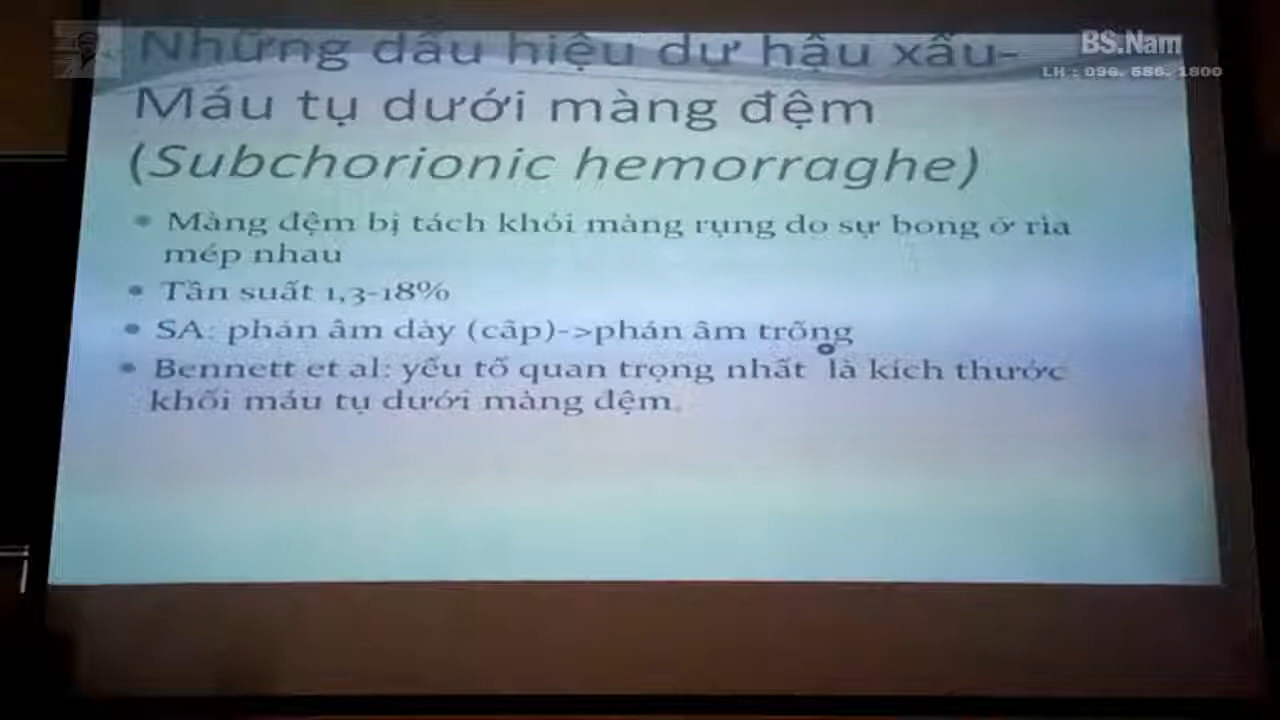 Những dấu hiệu dự hậu xấu-
BS.Nam
LH : 096. 586. 1800
Máu tụ dưới màng đệm
(Subchorionic hemorraghe)
• Màng đệm bị tách khỏi màng rụng do sự bong ở rìa
mép nhau
• Tần suất 1,3-18%
• SA: phản âm dày (cấp)->phản âm trống
• Bennett et al: yếu tố quan trọng nhất là kích thước
khối máu tụ dưới màng đệm.